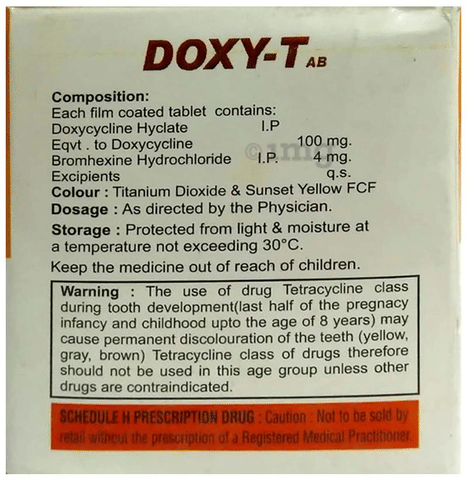 DOXY-T AB
Composition:
Each film coated tablet contains:
Doxycycline Hyclate I.P
Eqvt . to Doxycycline 100 mg.
Bromhexine Hydrochloride I.P. 4 mg.
Excipients q.s.
Colour : Titanium Dioxide & Sunset Yellow FCF
Dosage : As directed by the Physician.
Storage : Protected from light & moisture at
a temperature not exceeding 30°C.
Keep the medicine out of reach of children.
Warning : The use of drug Tetracycline class
during tooth development(last half of the pregnacy
infancy and childhood upto the age of 8 years) may
cause permanent discolouration of the teeth (yellow,
gray, brown) Tetracycline class of drugs therefore
should not be used in this age group unless other
drugs are contraindicated.
SCHEDULE H PRESCRIPTION DRUG : Caution : Not to be sold by
retail without the prescription of a Registered Medical Practitioner.
©1mg